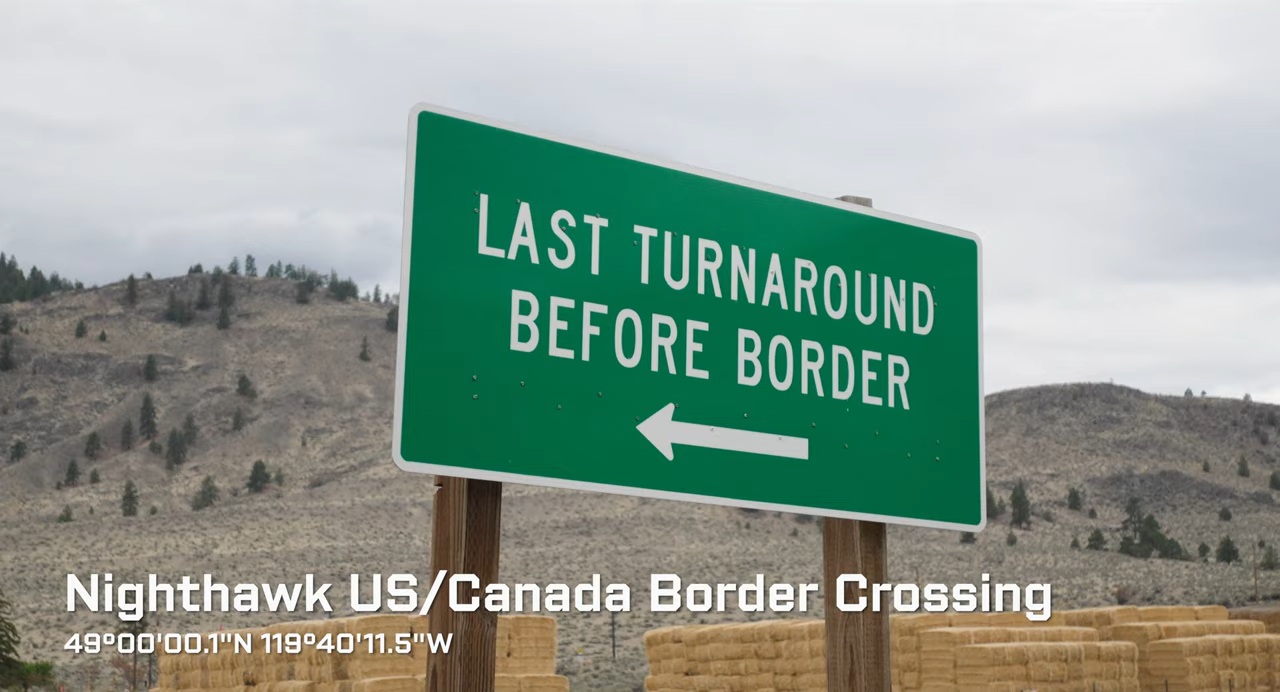 LAST TURNAROUND
BEFORE BORDER
Nighthawk US/Canada Border Crossing
49°00'00.1"N 119°40'11.5"W